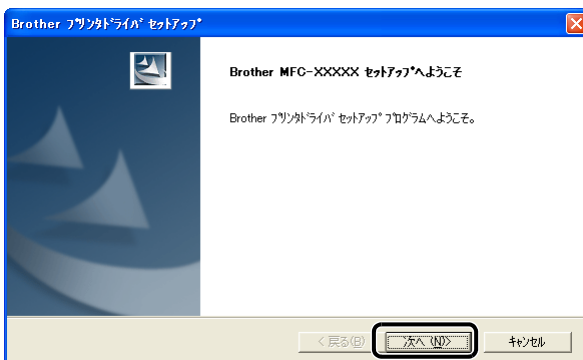 Brother プリンタドライバ セットアップ
Brother MFC-XXXXX セットアップへようこそ
Brother プリンタドライバ セットアップ プログラムへようこそ。
< 戻る(B)
次へ (N)>
キャンセル